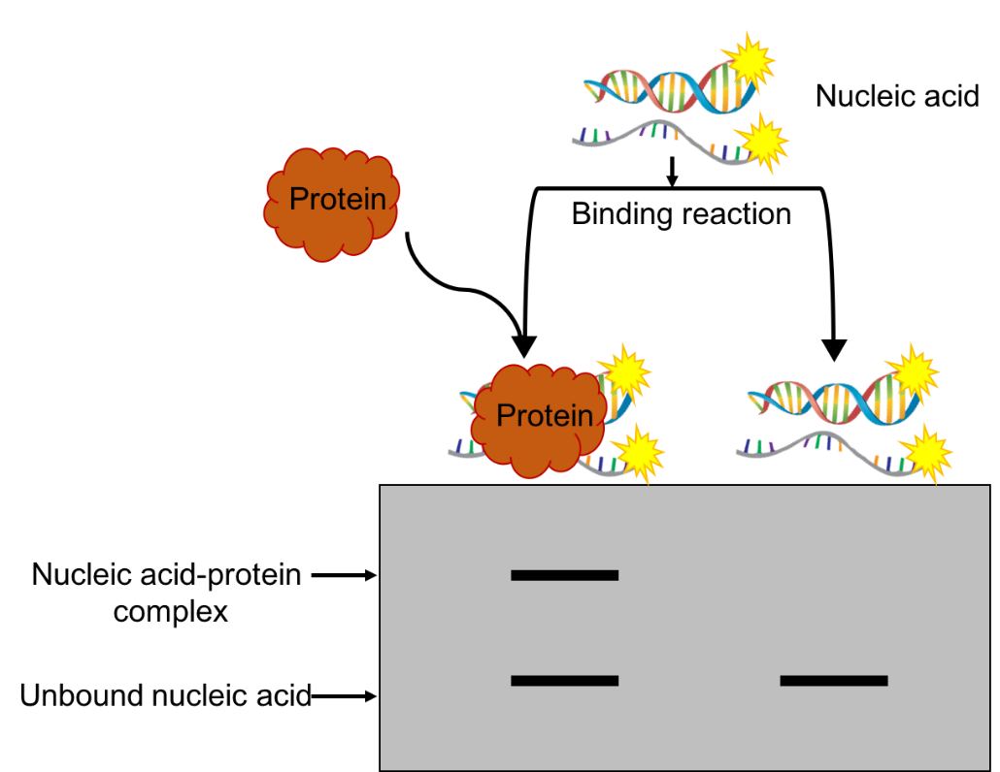 Nucleic acid
Protein
Binding reaction
Protein
Nucleic acid-protein
complex
Unbound nucleic acid